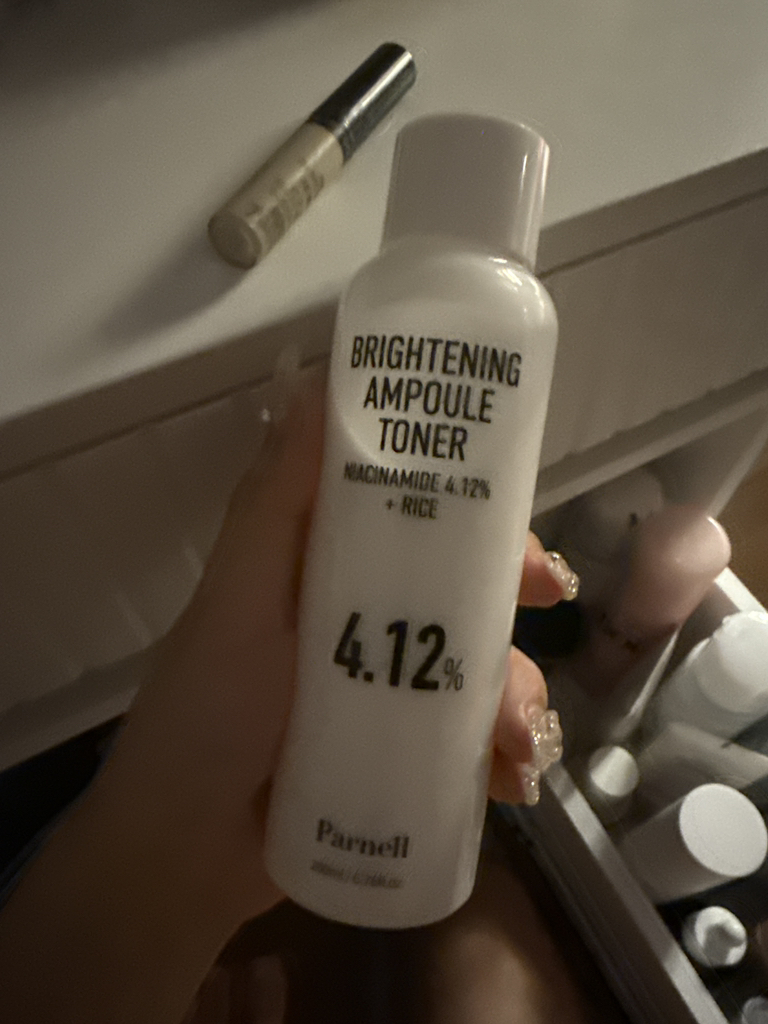 BRIGHTENING
AMPOULE
TONER
NIACINAMIDE 4.12%
+ RICE
4.12%
Parnell